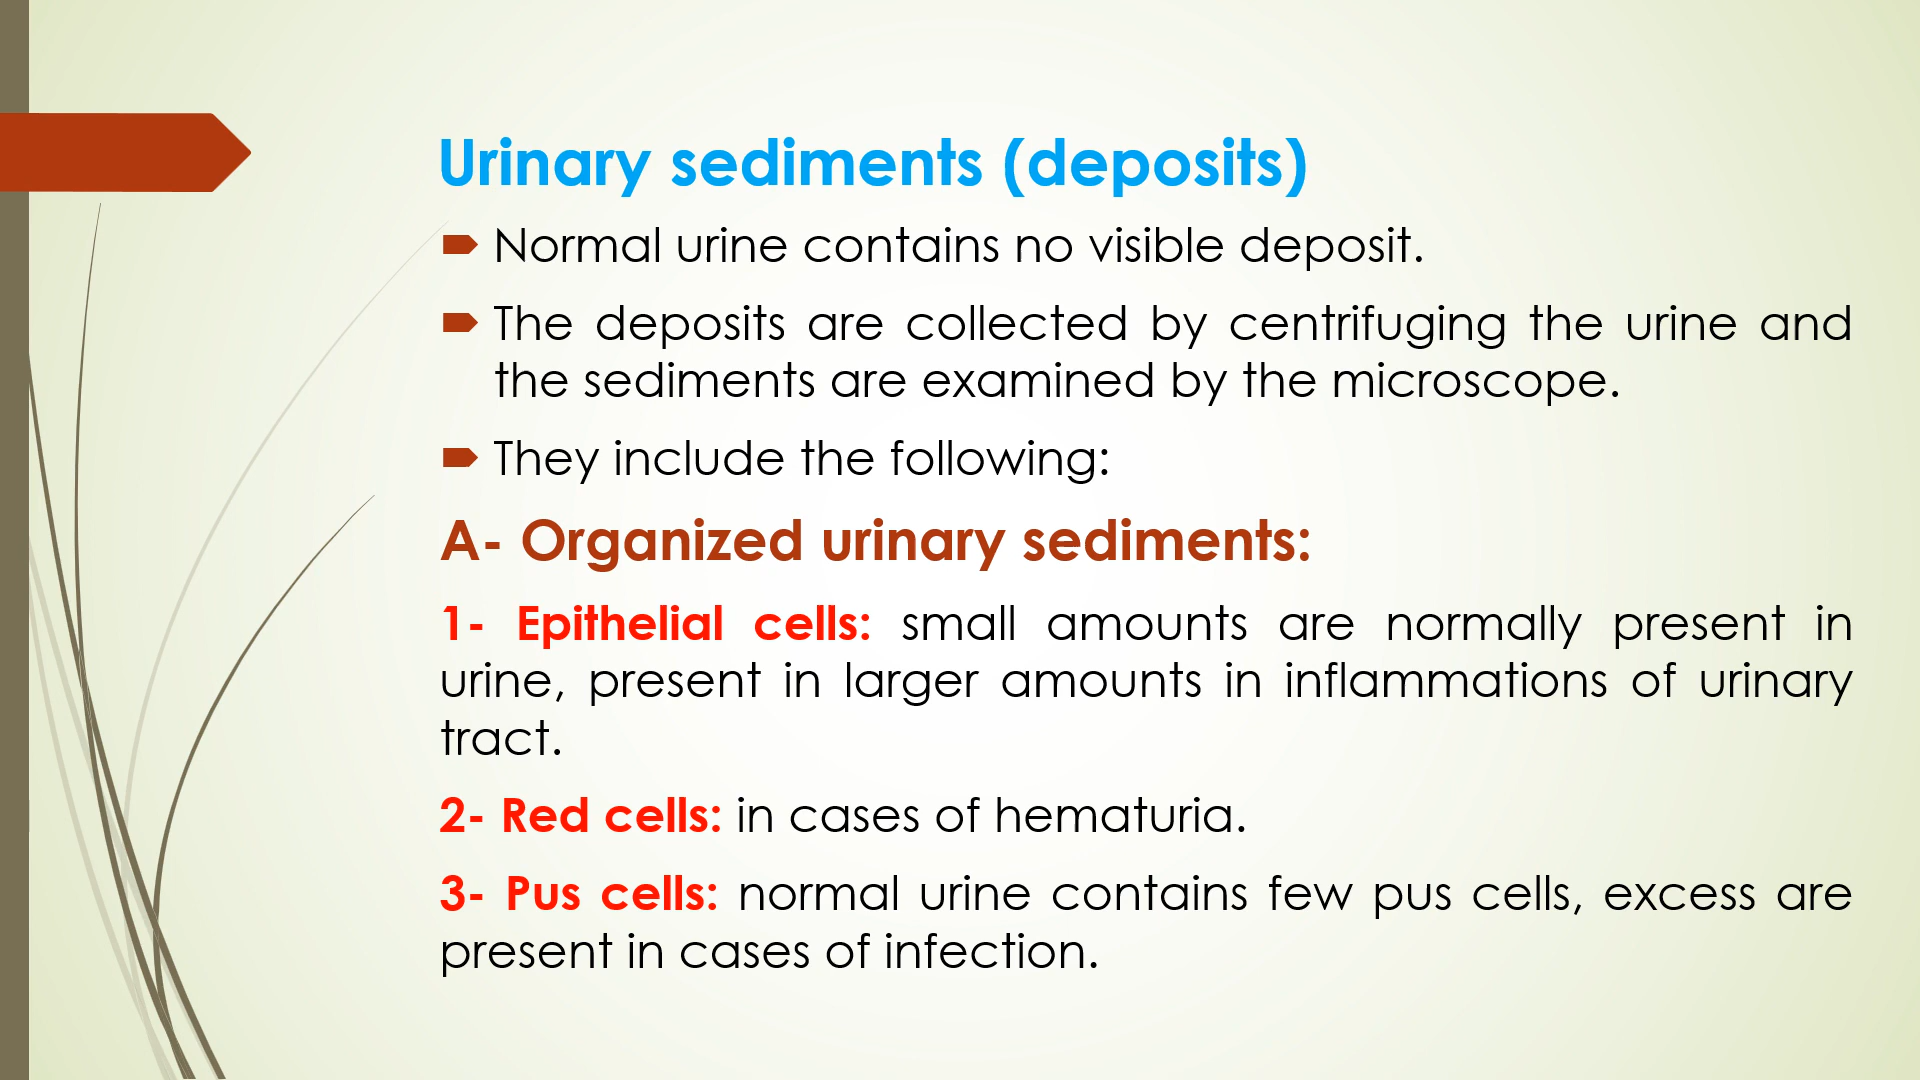 Urinary sediments (deposits)
Normal urine contains no visible deposit.
The deposits are collected by centrifuging the urine and
the sediments are examined by the microscope.
They include the following:
A- Organized urinary sediments:
1- Epithelial cells: small amounts are normally present in
urine, present in larger amounts in inflammations of urinary
tract.
2- Red cells: in cases of hematuria.
3- Pus cells: normal urine contains few pus cells, excess are
present in cases of infection.